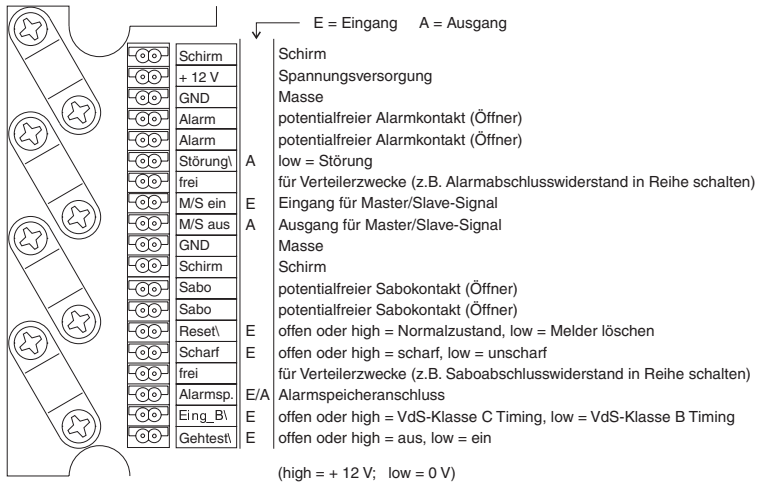 E = Eingang A = Ausgang
Schirm Schirm
+ 12 V Spannungsversorgung
GND Masse
Alarm potentialfreier Alarmkontakt (Öffner)
Alarm potentialfreier Alarmkontakt (Öffner)
Störung\ A low = Störung
frei für Verteilerzwecke (z.B. Alarmabschlusswiderstand in Reihe schalten)
M/S ein E Eingang für Master/Slave-Signal
M/S aus A Ausgang für Master/Slave-Signal
GND Masse
Schirm Schirm
Sabo potentialfreier Sabokontakt (Öffner)
Sabo potentialfreier Sabokontakt (Öffner)
Reset\ E offen oder high = Normalzustand, low = Melder löschen
Scharf E offen oder high = scharf, low = unscharf
frei für Verteilerzwecke (z.B. Saboabschlusswiderstand in Reihe schalten)
Alarmsp. E/A Alarmspeicheranschluss
Eing_B\ E offen oder high = VdS-Klasse C Timing, low = VdS-Klasse B Timing
Gehtest\ E offen oder high = aus, low = ein
(high = + 12 V; low = 0 V)